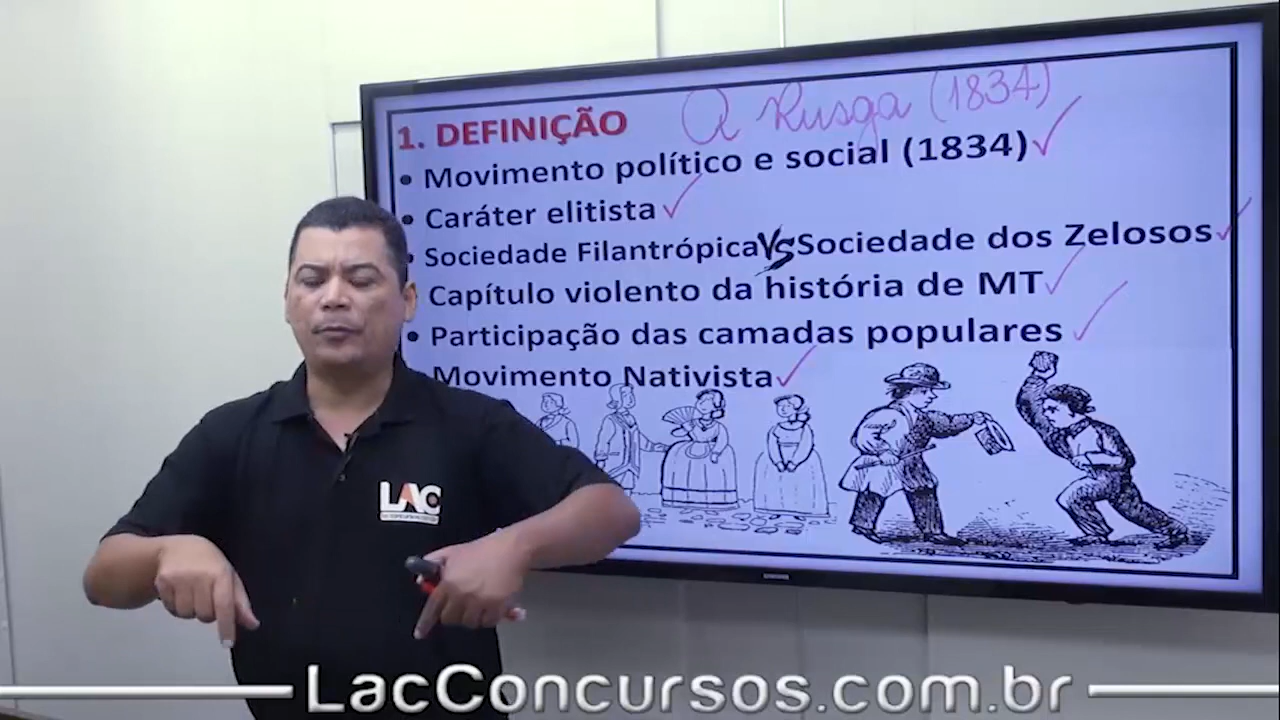 A Rusga (1834)
1. DEFINIÇÃO
• Movimento político e social (1834)
• Caráter elitista
• Sociedade Filantrópica VS Sociedade dos Zelosos
Capítulo violento da história de MT
• Participação das camadas populares
Movimento Nativista
LAC
SAMSUNG
LacConcursos.com.br